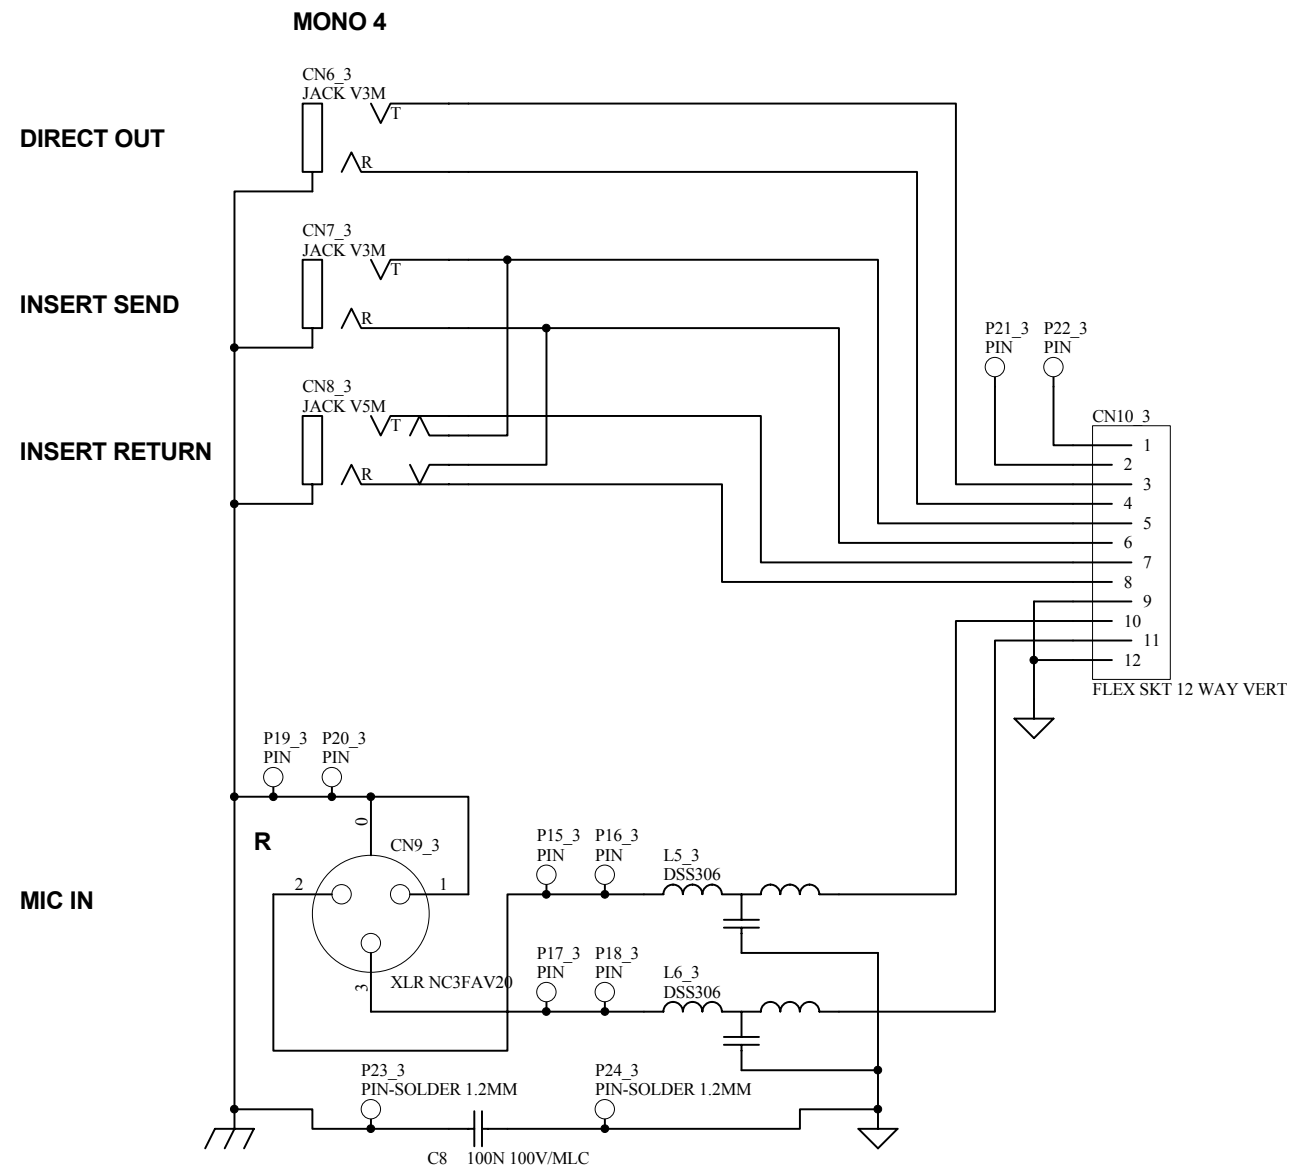 MONO 4
CN6_3
JACK V3M
T
DIRECT OUT
R
CN7_3
JACK V3M
T
INSERT SEND
R
P21_3
PIN
P22_3
PIN
CN8_3
JACK V5M
T
INSERT RETURN
R
CN10_3
1
2
3
4
5
6
7
8
9
10
11
12
FLEX SKT 12 WAY VERT
P19_3
PIN
P20_3
PIN
0
R
CN9_3
2
1
MIC IN
3
XLR NC3FAV20
P15_3
PIN
P16_3
PIN
L5_3
DSS306
P17_3
PIN
P18_3
PIN
L6_3
DSS306
P23_3
PIN-SOLDER 1.2MM
P24_3
PIN-SOLDER 1.2MM
C8 100N 100V/MLC